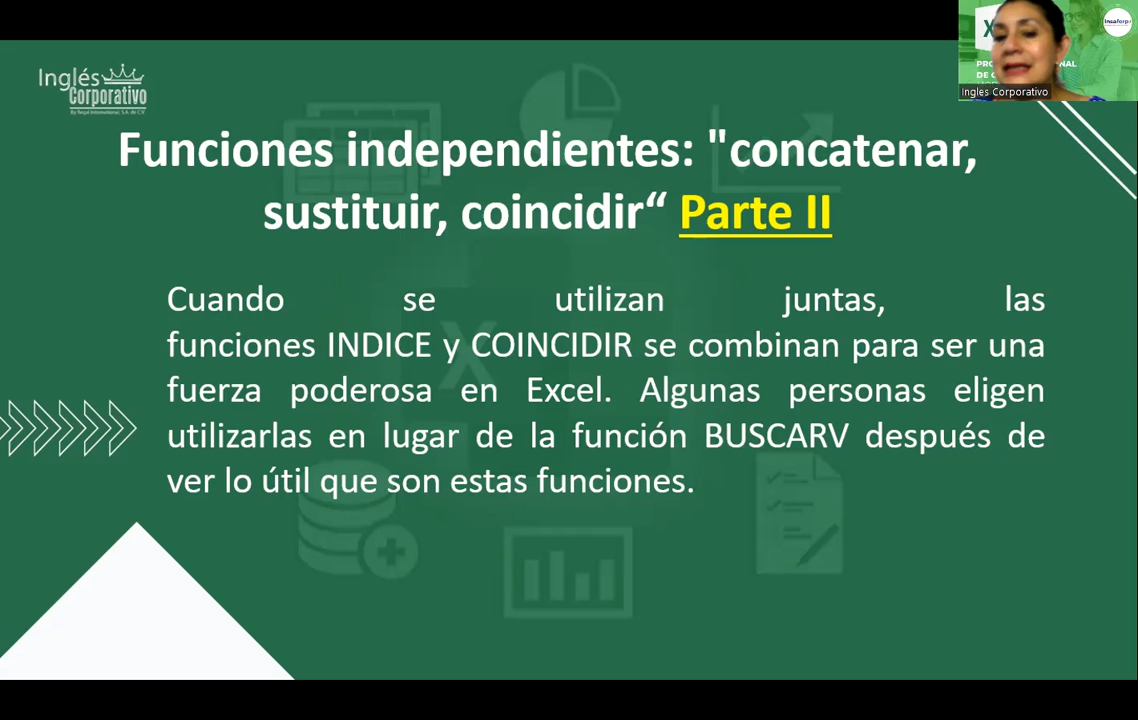 Inglés
Corporativo
Funciones independientes: "concatenar,
sustituir, coincidir“ Parte II
Cuando se utilizan juntas, las
funciones INDICE y COINCIDIR se combinan para ser una
fuerza poderosa en Excel. Algunas personas eligen
utilizarlas en lugar de la función BUSCARV después de
ver lo útil que son estas funciones.
Ingles Corporativo